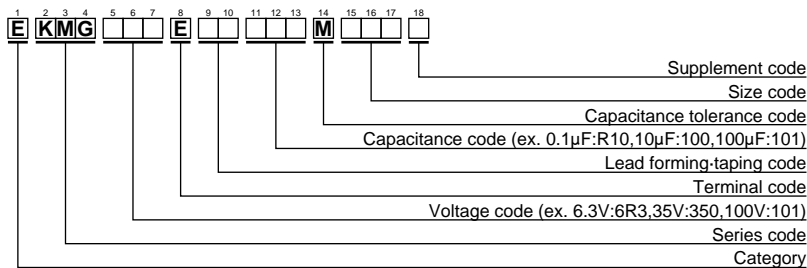 1 2 3 4 5 6 7 8 9 10 11 12 13 14 15 16 17 18
E KMG E M
Supplement code
Size code
Capacitance tolerance code
Capacitance code (ex. 0.1μF:R10,10μF:100,100μF:101)
Lead forming·taping code
Terminal code
Voltage code (ex. 6.3V:6R3,35V:350,100V:101)
Series code
Category